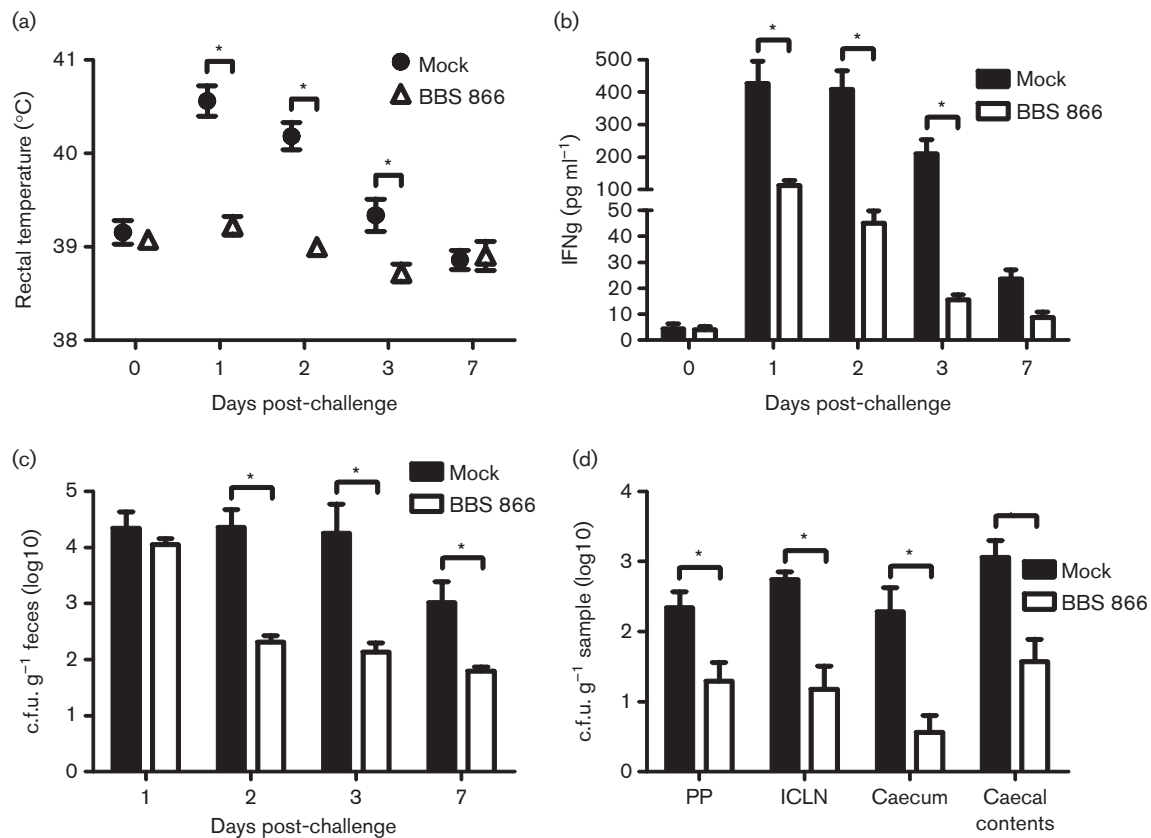 (a)
41
40
39
38
Rectal temperature (°C)
*
*
*
Mock
BBS 866
0 1 2 3 7
Days post-challenge
(b)
500
400
300
200
100
50
40
30
20
10
0
IFNg (pg ml⁻¹)
*
*
*
Mock
BBS 866
0 1 2 3 7
Days post-challenge
(c)
5
4
3
2
1
0
c.f.u. g⁻¹ feces (log10)
*
*
*
Mock
BBS 866
1 2 3 7
Days post-challenge
(d)
4
3
2
1
0
c.f.u. g⁻¹ sample (log10)
*
*
*
Mock
BBS 866
PP ICLN Caecum Caecal
contents